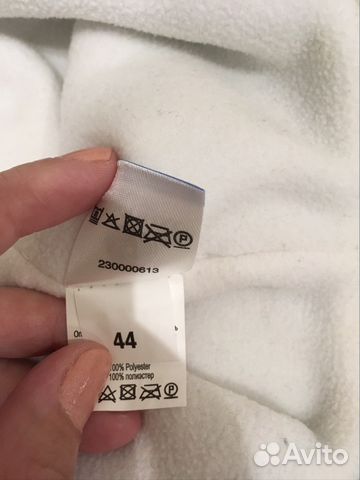 P
230000613
44
100% Polyester
100% полиэстер
P
Avito